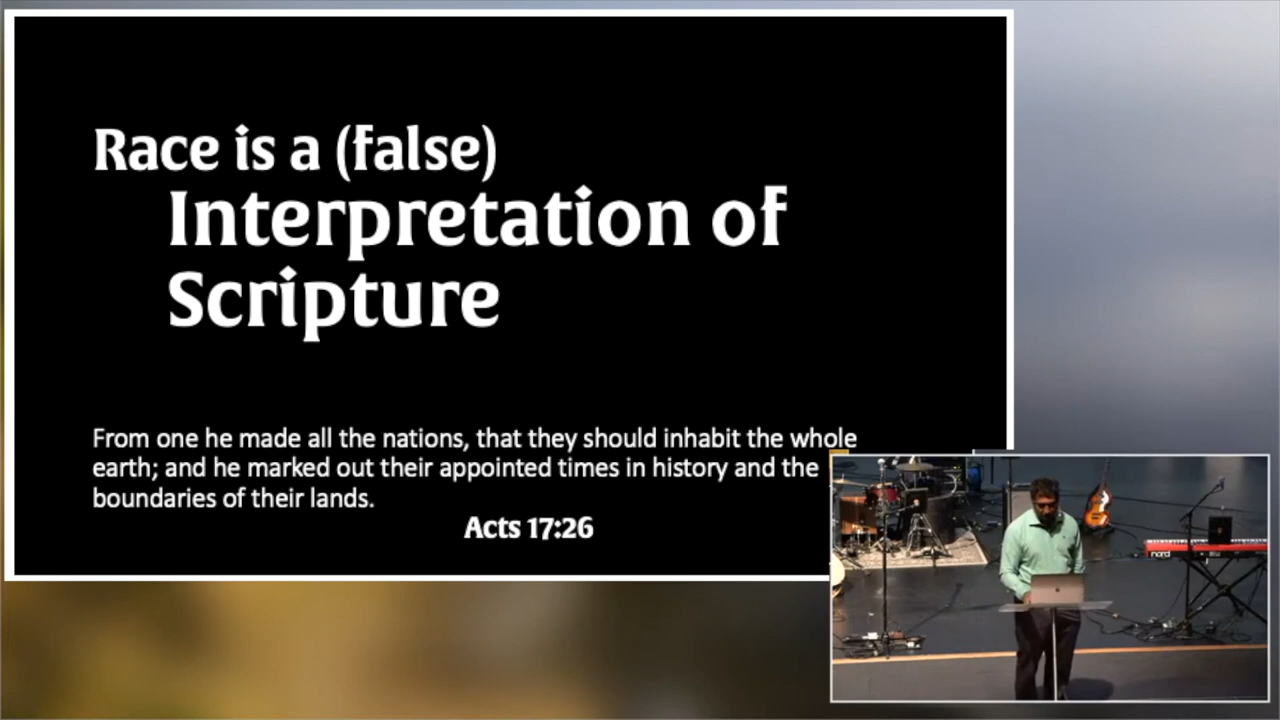 Race is a (false)
Interpretation of
Scripture
From one he made all the nations, that they should inhabit the whole
earth; and he marked out their appointed times in history and the
boundaries of their lands.
Acts 17:26
nord